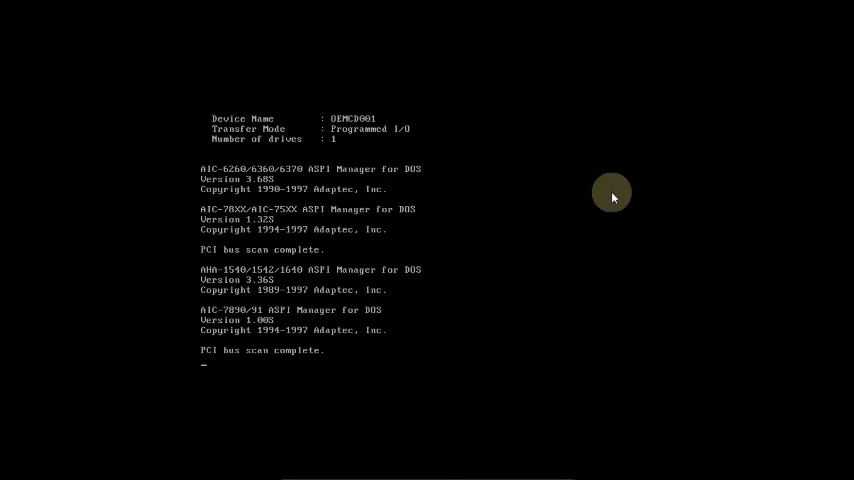 Device Name : OEMCD001
Transfer Mode : Programmed I/O
Number of drives : 1
AIC-6260/6360/6370 ASPI Manager for DOS
Version 3.68S
Copyright 1990-1997 Adaptec, Inc.
AIC-78XX/AIC-75XX ASPI Manager for DOS
Version 1.32S
Copyright 1994-1997 Adaptec, Inc.
PCI bus scan complete.
AHA-1540/1542/1640 ASPI Manager for DOS
Version 3.36S
Copyright 1989-1997 Adaptec, Inc.
AIC-7890/91 ASPI Manager for DOS
Version 1.00S
Copyright 1994-1997 Adaptec, Inc.
PCI bus scan complete.